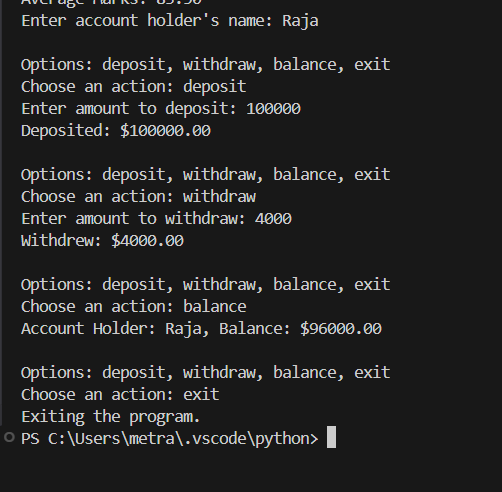 Average Marks: 85.50
Enter account holder's name: Raja

Options: deposit, withdraw, balance, exit
Choose an action: deposit
Enter amount to deposit: 100000
Deposited: $100000.00

Options: deposit, withdraw, balance, exit
Choose an action: withdraw
Enter amount to withdraw: 4000
Withdrew: $4000.00

Options: deposit, withdraw, balance, exit
Choose an action: balance
Account Holder: Raja, Balance: $96000.00

Options: deposit, withdraw, balance, exit
Choose an action: exit
Exiting the program.
PS C:\Users\metra\.vscode\python>